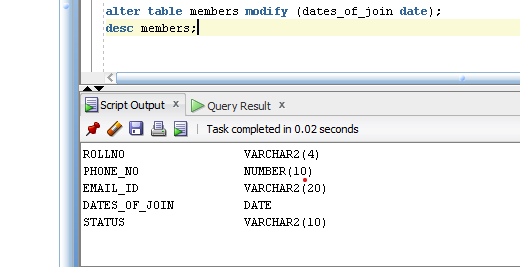 alter table members modify (dates_of_join date);
desc members;
Script Output x
Query Result x
Task completed in 0.02 seconds
ROLLNO VARCHAR2(4)
PHONE_NO NUMBER(10)
EMAIL_ID VARCHAR2(20)
DATES_OF_JOIN DATE
STATUS VARCHAR2(10)